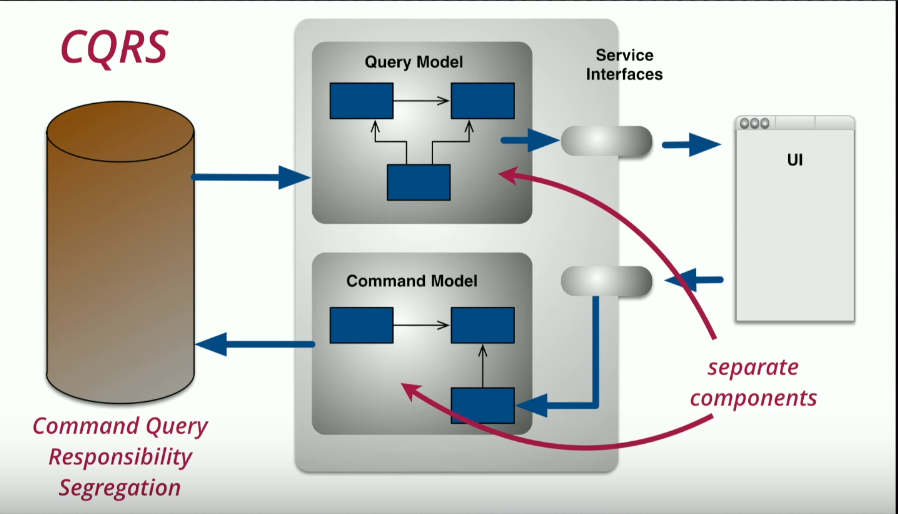 CQRS
Query Model
Service
Interfaces
UI
Command Model
separate
components
Command Query
Responsibility
Segregation